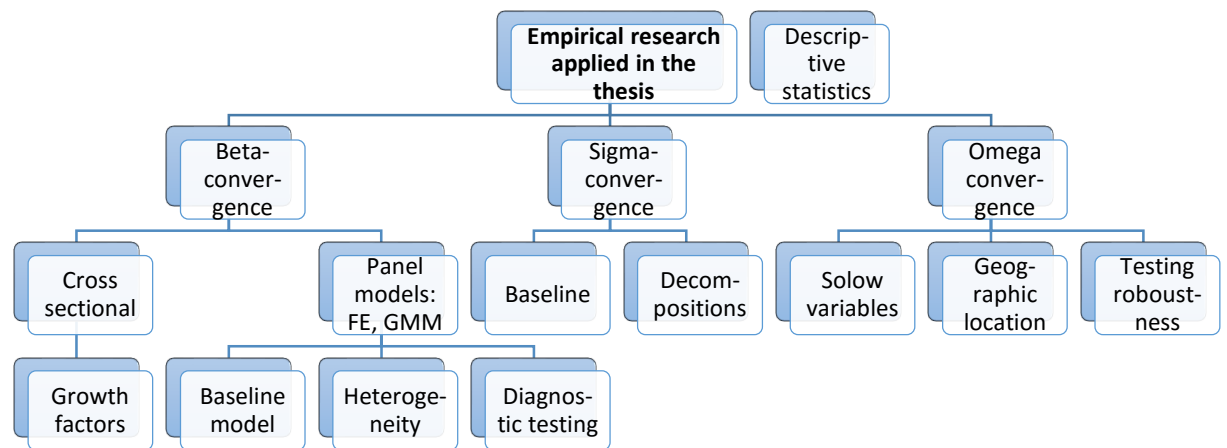 Empirical research
applied in the
thesis
Descrip-
tive
statistics
Beta-
conver-
gence
Sigma-
conver-
gence
Omega
conver-
gence
Cross
sectional
Panel
models:
FE, GMM
Baseline
Decom-
positions
Solow
variables
Geog-
raphic
location
Testing
roboust-
ness
Growth
factors
Baseline
model
Heteroge-
neity
Diagnos-
tic testing